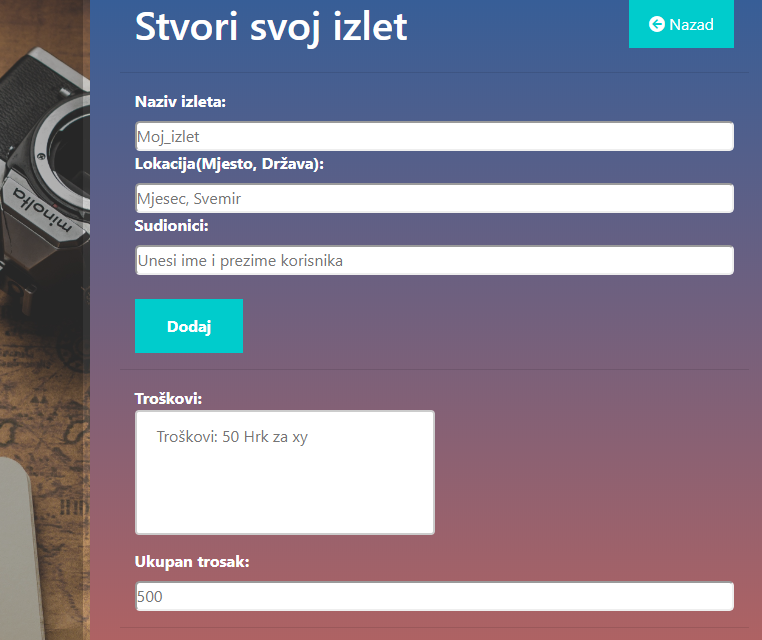 Stvori svoj izlet
Nazad
Naziv izleta:
Moj_izlet
Lokacija(Mjesto, Država):
Mjesec, Svemir
Sudionici:
Unesi ime i prezime korisnika
Dodaj
Troškovi:
Troškovi: 50 Hrk za xy
Ukupan trosak:
500
minolta